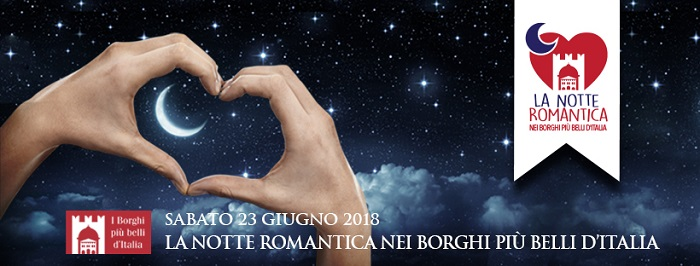 LA NOTTE
ROMANTICA
NEI BORGHI PIÙ BELLI D'ITALIA
I Borghi
più belli
d'Italia
SABATO 23 GIUGNO 2018
LA NOTTE ROMANTICA NEI BORGHI PIÙ BELLI D'ITALIA